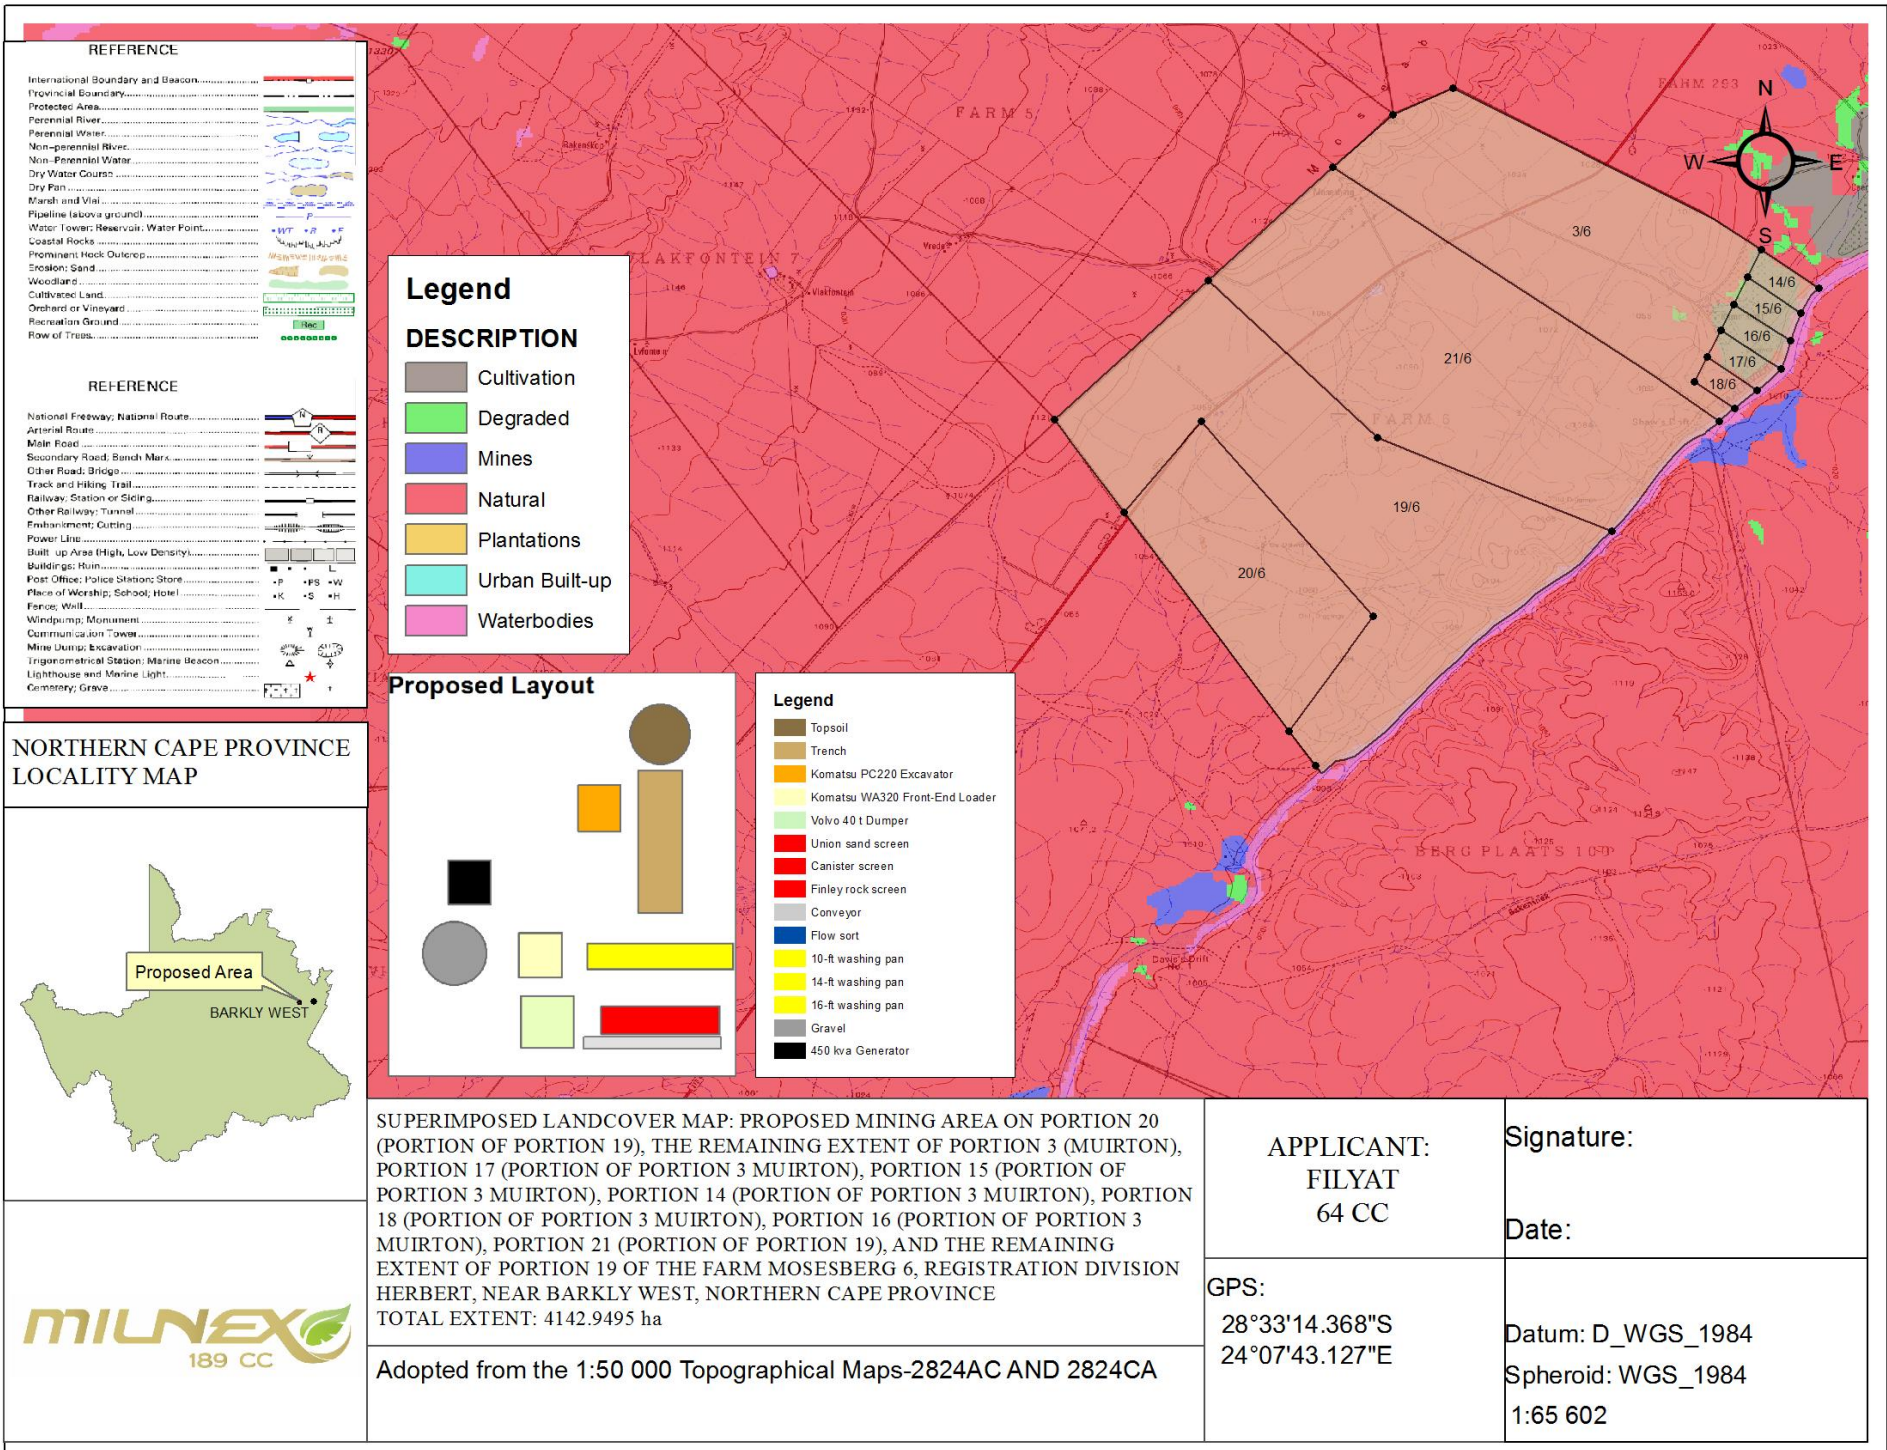 REFERENCE
International Boundary and Beacon
Provincial Boundary
Protected Area
Perennial River
Perennial Water
Non-perennial River
Non-Perennial Water
Dry Water Course
Dry Pan
Marsh and Vlei
Pipeline (above ground)
Water Tower; Reservoir; Water Point
Coastal Rocks
Prominent Rock Outcrop
Erosion; Sand
Woodland
Cultivated Land
Orchard or Vineyard
Recreation Ground
Row of Trees
REFERENCE
National Freeway; National Route
Arterial Route
Main Road
Secondary Road; Bench Mark
Other Road; Bridge
Track and Hiking Trail
Railway; Station or Siding
Other Railway; Tunnel
Embankment; Cutting
Power Line
Built-up Area (High, Low Density)
Buildings; Ruin
Post Office; Police Station; Store
Place of Worship; School; Hotel
Fence; Wall
Windpump; Monument
Communication Tower
Mine Dump; Excavation
Trigonometrical Station; Marine Beacon
Lighthouse and Marine Light
Cemetery; Grave
NORTHERN CAPE PROVINCE
LOCALITY MAP
Proposed Area
BARKLY WEST
MILNEX
189 CC
Legend
DESCRIPTION
Cultivation
Degraded
Mines
Natural
Plantations
Urban Built-up
Waterbodies
Proposed Layout
Legend
Topsoil
Trench
Komatsu PC220 Excavator
Komatsu WA320 Front-End Loader
Volvo 40 t Dumper
Union sand screen
Canister screen
Finley rock screen
Conveyor
Flow sort
10-ft washing pan
14-ft washing pan
16-ft washing pan
Gravel
450 kva Generator
FARM 5
VLAKFONTEIN 7
Vlakfontein
FARM 293
N
W
E
S
3/6
14/6
15/6
16/6
17/6
18/6
21/6
FARM 5
19/6
20/6
BERG PLAATS 100
SUPERIMPOSED LANDCOVER MAP: PROPOSED MINING AREA ON PORTION 20
(PORTION OF PORTION 19), THE REMAINING EXTENT OF PORTION 3 (MUIRTON),
PORTION 17 (PORTION OF PORTION 3 MUIRTON), PORTION 15 (PORTION OF
PORTION 3 MUIRTON), PORTION 14 (PORTION OF PORTION 3 MUIRTON), PORTION
18 (PORTION OF PORTION 3 MUIRTON), PORTION 16 (PORTION OF PORTION 3
MUIRTON), PORTION 21 (PORTION OF PORTION 19), AND THE REMAINING
EXTENT OF PORTION 19 OF THE FARM MOSESBERG 6, REGISTRATION DIVISION
HERBERT, NEAR BARKLY WEST, NORTHERN CAPE PROVINCE
TOTAL EXTENT: 4142.9495 ha
Adopted from the 1:50 000 Topographical Maps-2824AC AND 2824CA
APPLICANT:
FILYAT
64 CC
GPS:
28°33'14.368"S
24°07'43.127"E
Signature:
Date:
Datum: D_WGS_1984
Spheroid: WGS_1984
1:65 602